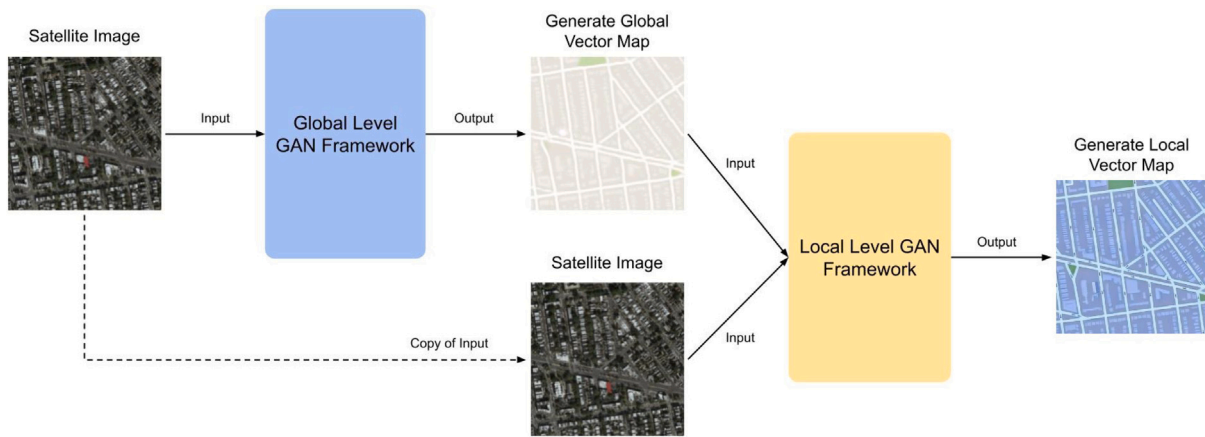 Satellite Image
Input
Global Level
GAN Framework
Output
Generate Global
Vector Map
Input
Satellite Image
Copy of Input
Input
Local Level GAN
Framework
Output
Generate Local
Vector Map